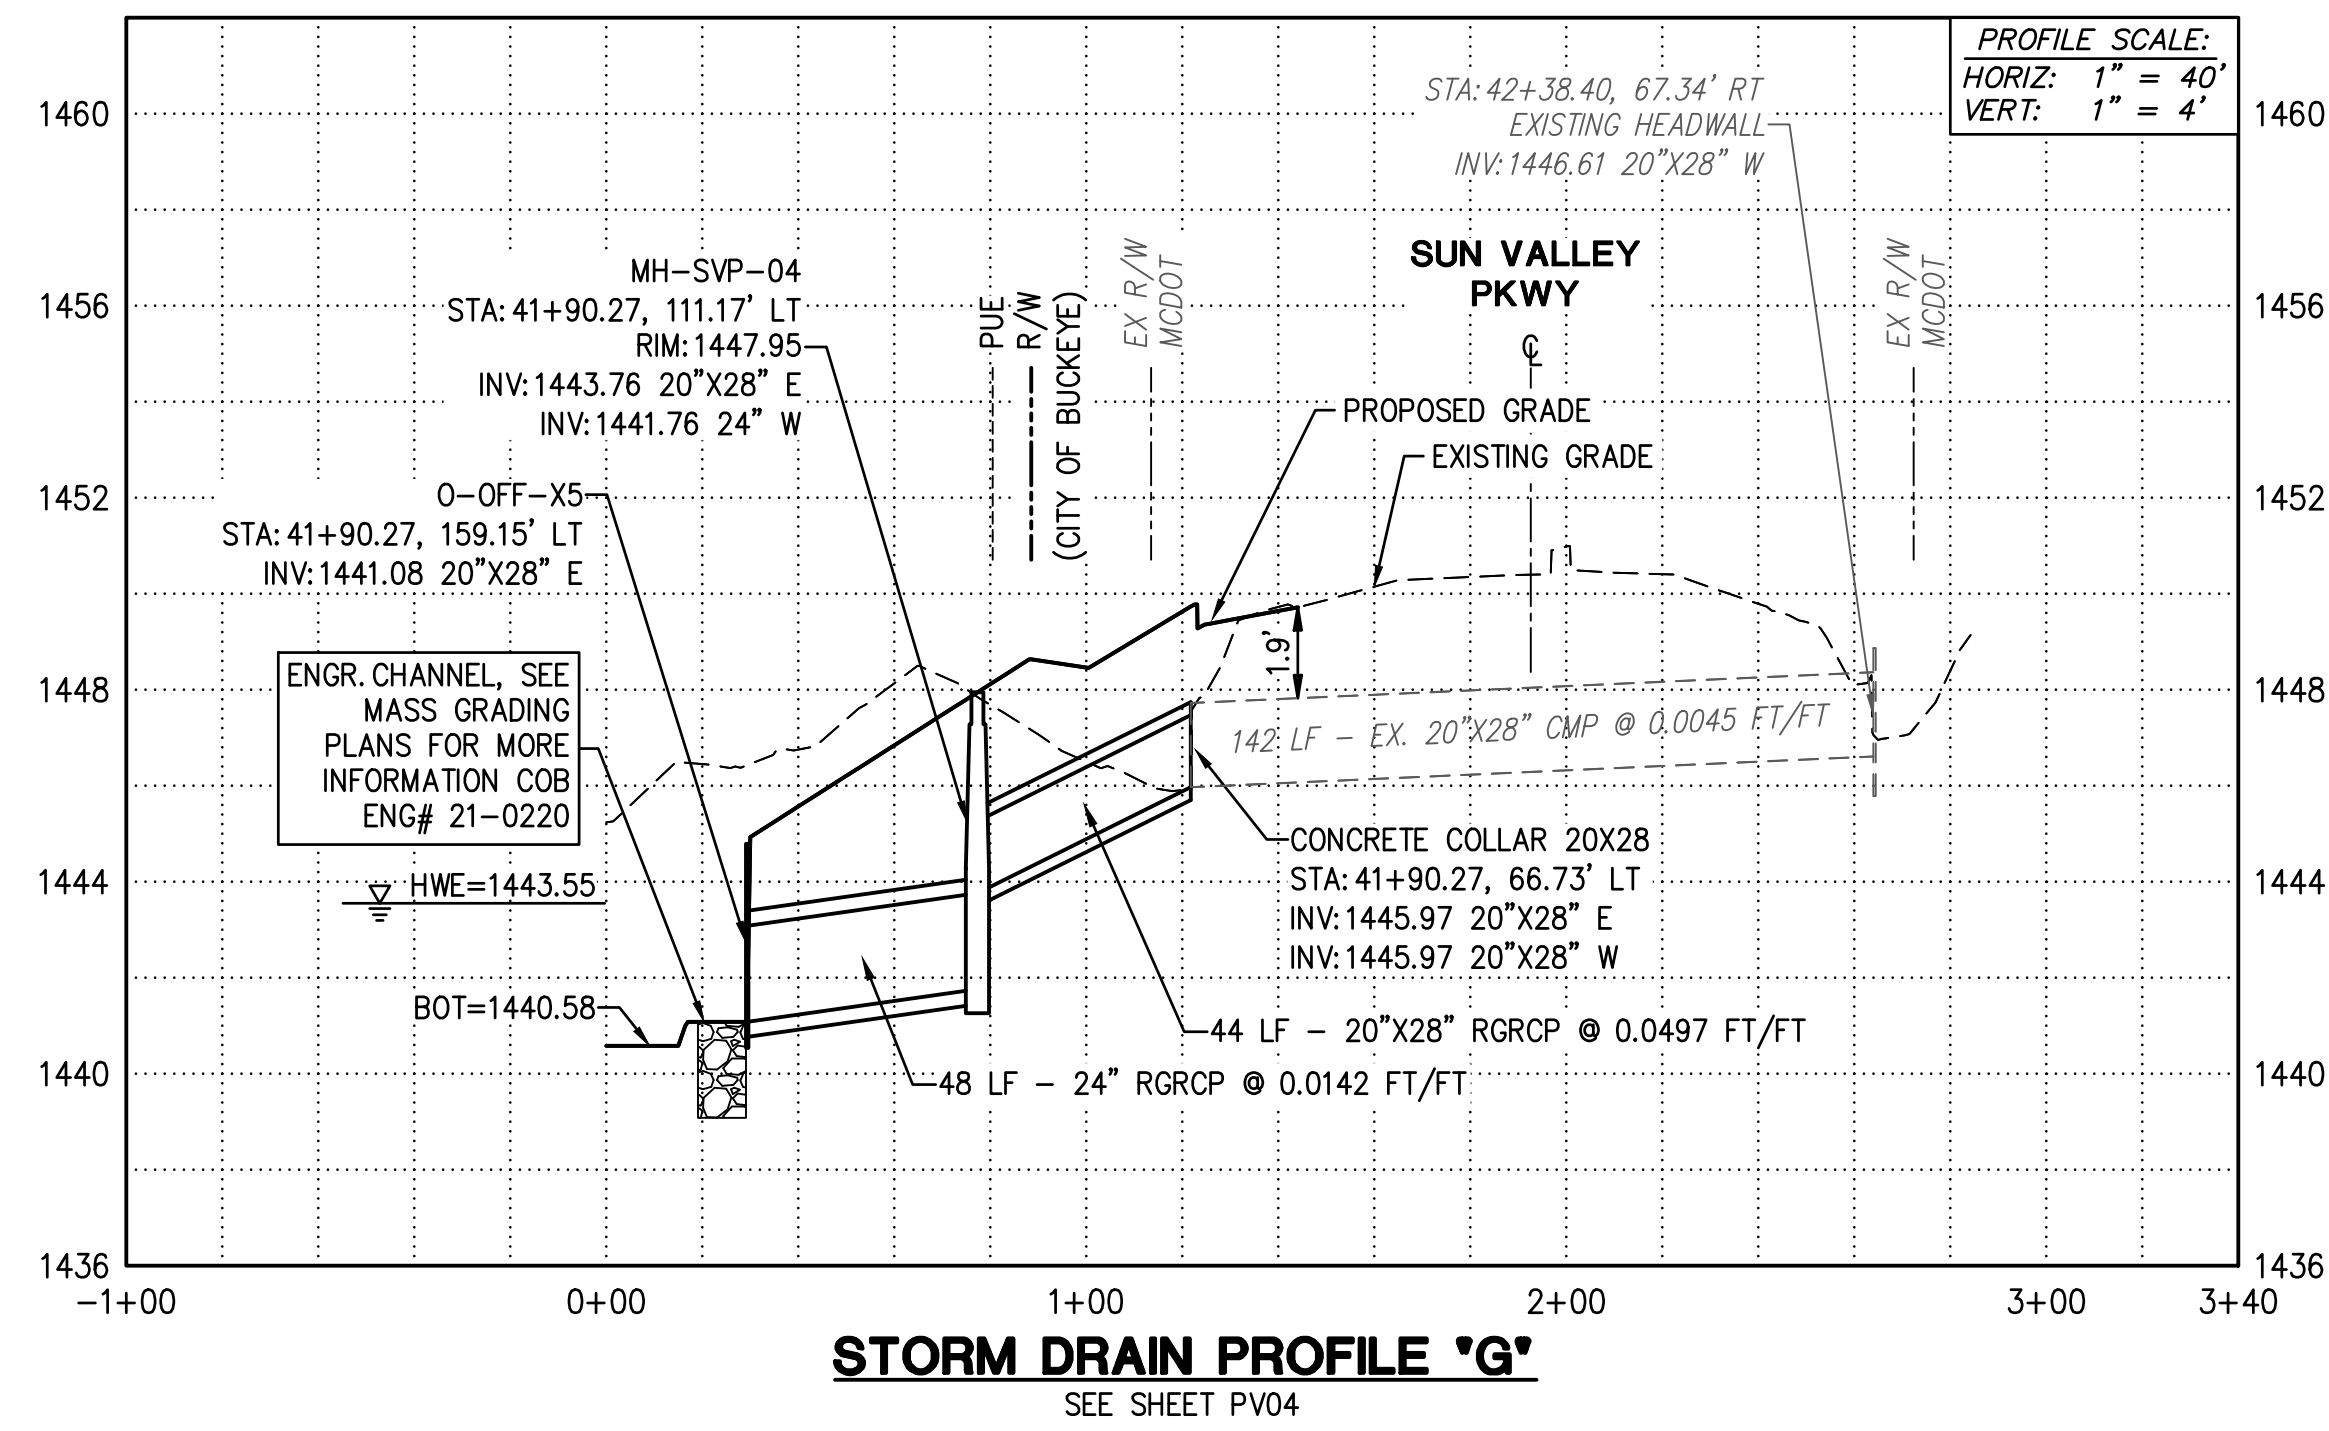 PROFILE SCALE:
HORIZ: 1" = 40'
VERT: 1" = 4'
STA: 42+38.40, 67.34' RT
EXISTING HEADWALL
INV: 1446.61 20"X28" W
1460
1456
1452
1448
1444
1440
1436
1460
1456
1452
1448
1444
1440
1436
MH-SVP-04
STA: 41+90.27, 111.17' LT
RIM: 1447.95
INV: 1443.76 20"X28" E
INV: 1441.76 24" W
PUE
R/W
(CITY OF BUCKEYE)
EX R/W
MCDOT
SUN VALLEY
PKWY
℄
EX R/W
MCDOT
PROPOSED GRADE
EXISTING GRADE
O-OFF-X5
STA: 41+90.27, 159.15' LT
INV: 1441.08 20"X28" E
ENGR. CHANNEL, SEE
MASS GRADING
PLANS FOR MORE
INFORMATION COB
ENG# 21-0220
1.9'
142 LF - EX. 20"X28" CMP @ 0.0045 FT/FT
CONCRETE COLLAR 20X28
STA: 41+90.27, 66.73' LT
INV: 1445.97 20"X28" E
INV: 1445.97 20"X28" W
HWE=1443.55
BOT=1440.58
44 LF - 20"X28" RGRCP @ 0.0497 FT/FT
48 LF - 24" RGRCP @ 0.0142 FT/FT
-1+00 0+00 1+00 2+00 3+00 3+40
STORM DRAIN PROFILE "G"
SEE SHEET PV04